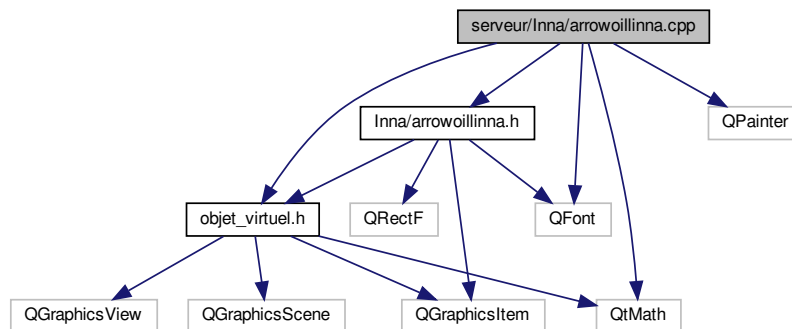 serveur/Inna/arrowoillinna.cpp
Inna/arrowoillinna.h
QPainter
objet_virtuel.h
QRectF
QFont
QGraphicsView
QGraphicsScene
QGraphicsItem
QtMath